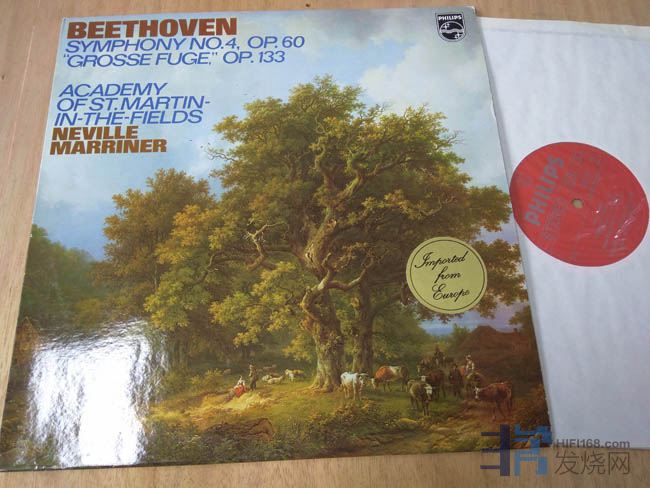 BEETHOVEN
SYMPHONY NO. 4, OP. 60
"GROSSE FUGE," OP. 133
ACADEMY
OF ST. MARTIN-
IN-THE-FIELDS
NEVILLE
MARRINER
PHILIPS
Imported
from
Europe
PHILIPS
HIFI168.com
发烧网